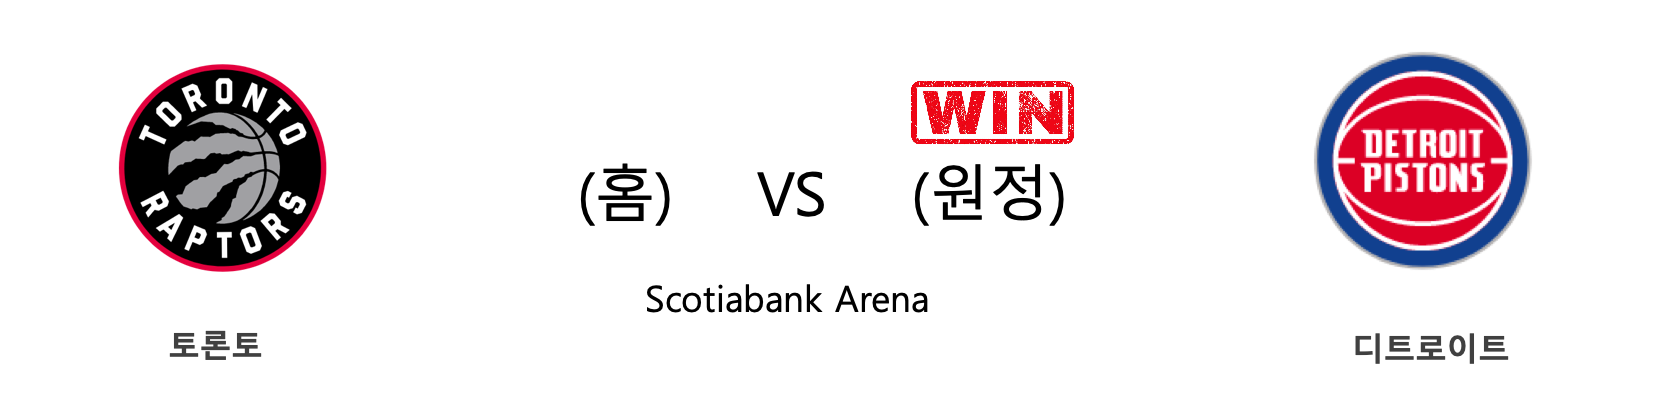 TORONTO
RAPTORS
토론토
WIN
(홈) VS (원정)
Scotiabank Arena
DETROIT
PISTONS
디트로이트